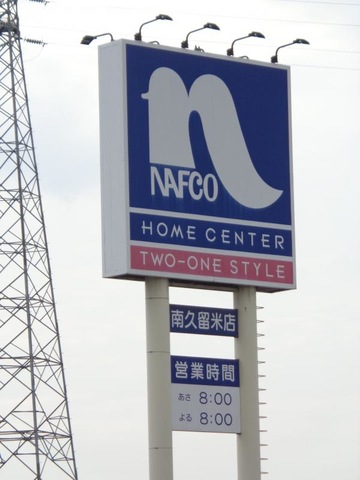 NAFCO
HOME CENTER
TWO-ONE STYLE
南久留米店
営業時間
あさ 8:00
よる 8:00